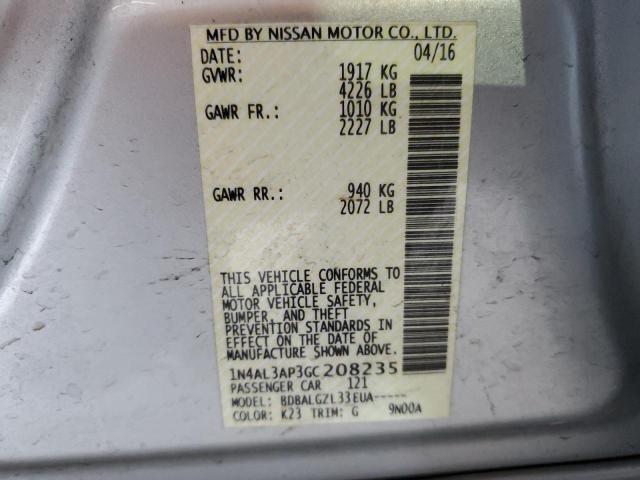 MFD BY NISSAN MOTOR CO., LTD.
DATE: 04/16
GVWR: 1917 KG
4226 LB
GAWR FR.: 1010 KG
2227 LB
GAWR RR.: 940 KG
2072 LB
THIS VEHICLE CONFORMS TO
ALL APPLICABLE FEDERAL
MOTOR VEHICLE SAFETY,
BUMPER, AND THEFT
PREVENTION STANDARDS IN
EFFECT ON THE DATE OF
MANUFACTURE SHOWN ABOVE.
1N4AL3AP3GC208235
PASSENGER CAR 121
MODEL: BDBALGZL33EUA-----
COLOR: K23 TRIM: G 9N00A